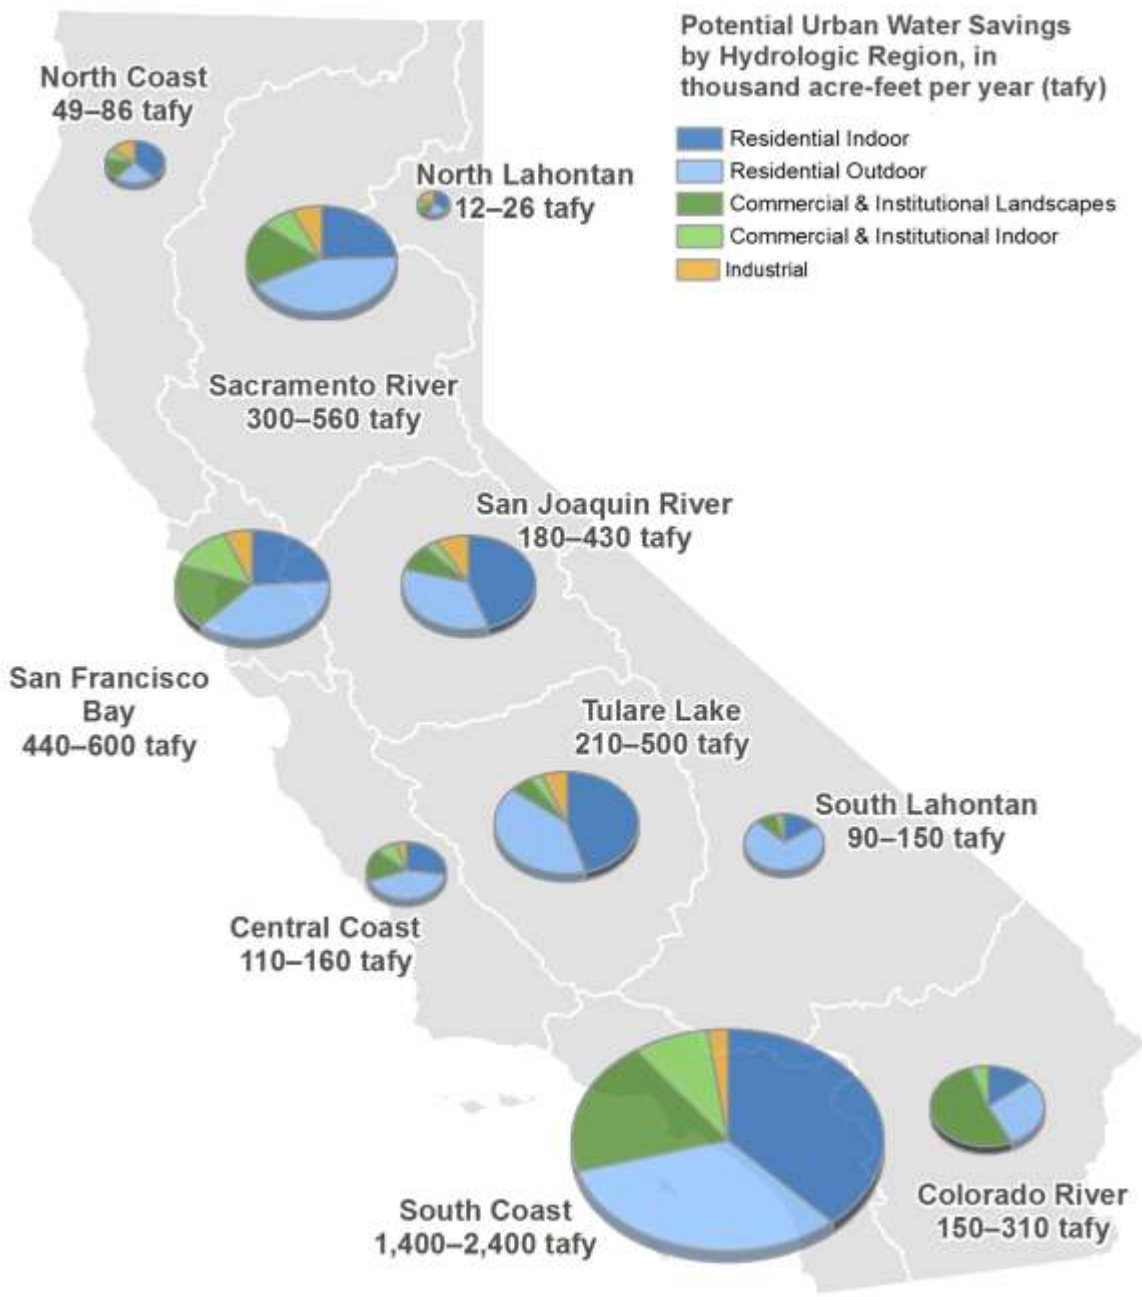 Potential Urban Water Savings
by Hydrologic Region, in
thousand acre-feet per year (tafy)
Residential Indoor
Residential Outdoor
Commercial & Institutional Landscapes
Commercial & Institutional Indoor
Industrial
North Coast
49–86 tafy
North Lahontan
12–26 tafy
Sacramento River
300–560 tafy
San Joaquin River
180–430 tafy
San Francisco
Bay
440–600 tafy
Tulare Lake
210–500 tafy
South Lahontan
90–150 tafy
Central Coast
110–160 tafy
South Coast
1,400–2,400 tafy
Colorado River
150–310 tafy